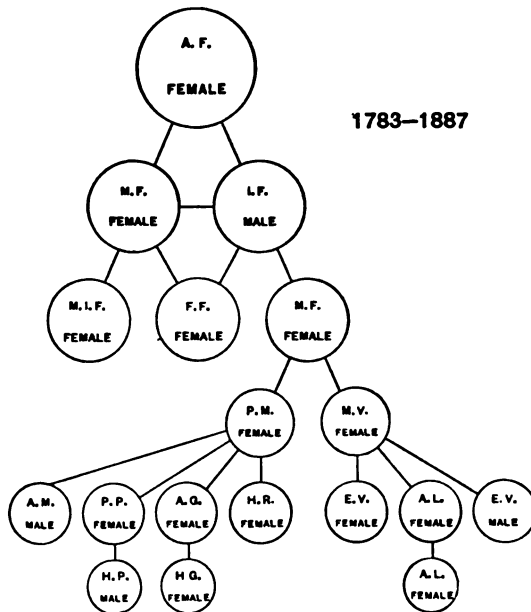 A.F.
FEMALE
1783–1887
M.F.
FEMALE
I.F.
MALE
M.I.F.
FEMALE
F.F.
FEMALE
M.F.
FEMALE
P.M.
FEMALE
M.V.
FEMALE
A.M.
MALE
P.P.
FEMALE
A.G.
FEMALE
H.R.
FEMALE
E.V.
FEMALE
A.L.
FEMALE
E.V.
MALE
H.P.
MALE
H G.
FEMALE
A.L.
FEMALE